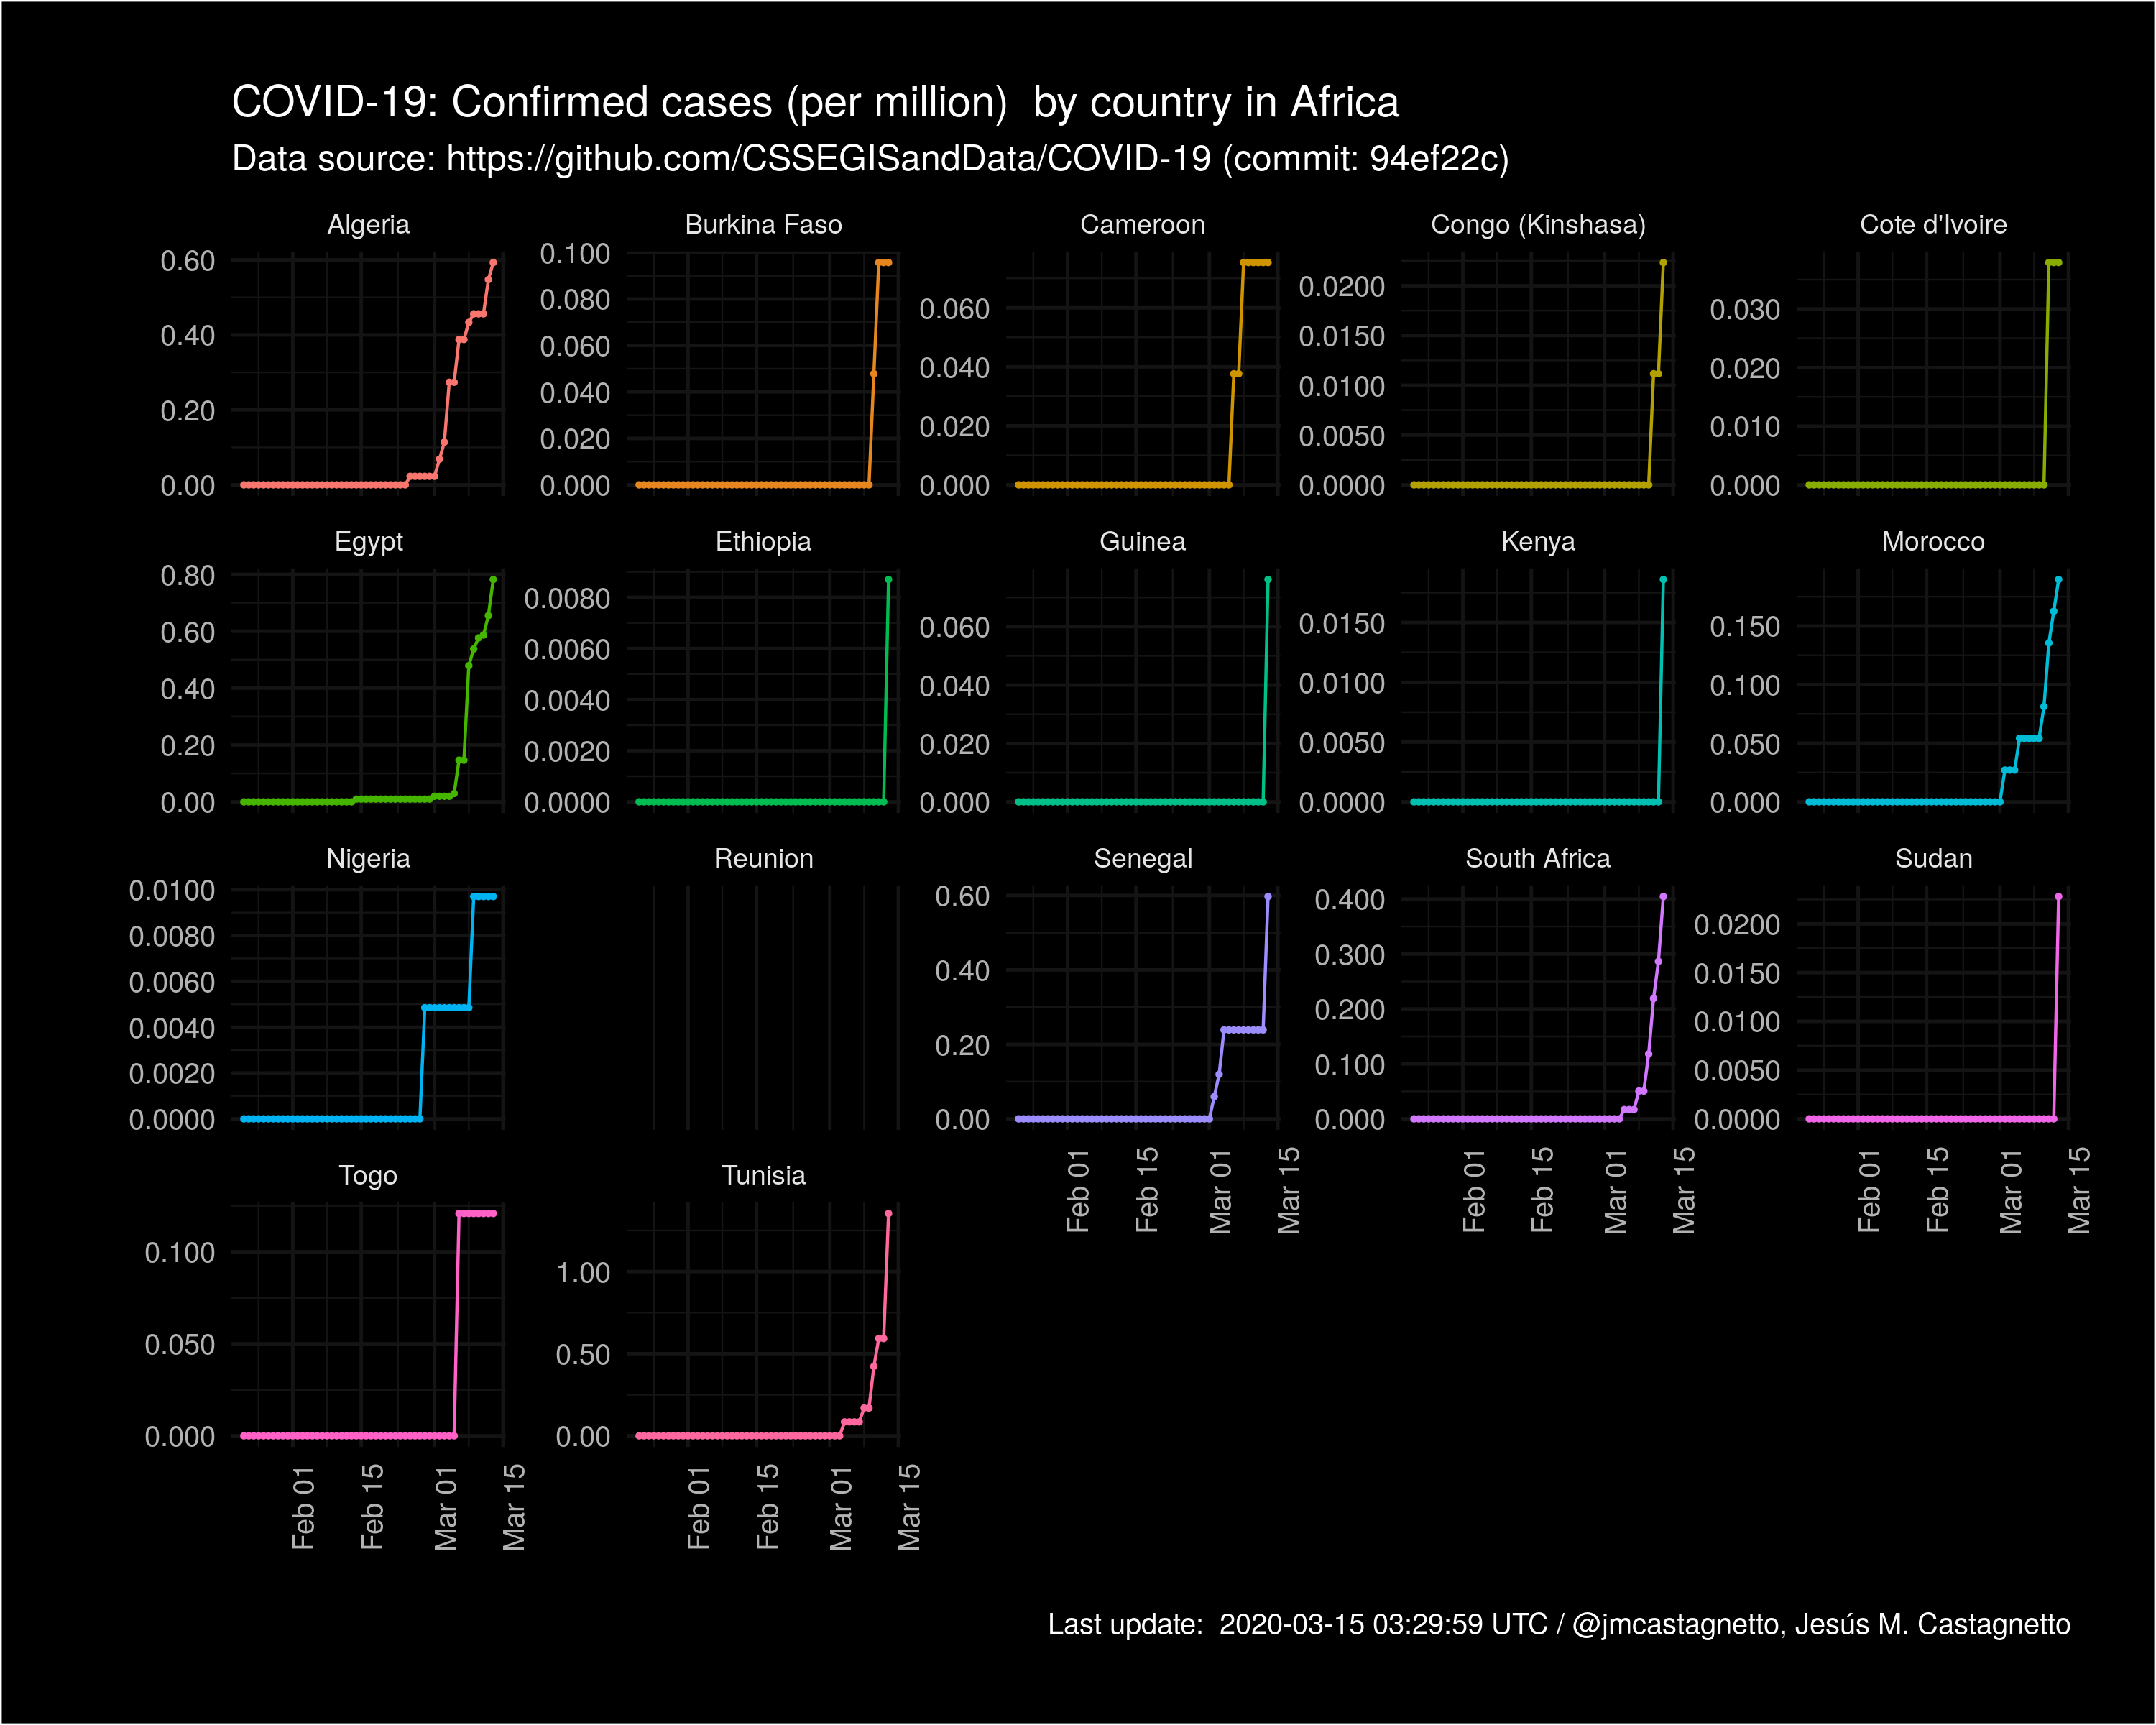 COVID-19: Confirmed cases (per million)  by country in Africa
Data source: https://github.com/CSSEGISandData/COVID-19 (commit: 94ef22c)
Algeria
0.60
0.40
0.20
0.00
Burkina Faso
0.100
0.080
0.060
0.040
0.020
0.000
Cameroon
0.060
0.040
0.020
0.000
Congo (Kinshasa)
0.0200
0.0150
0.0100
0.0050
0.0000
Cote d'Ivoire
0.030
0.020
0.010
0.000
Egypt
0.80
0.60
0.40
0.20
0.00
Ethiopia
0.0080
0.0060
0.0040
0.0020
0.0000
Guinea
0.060
0.040
0.020
0.000
Kenya
0.0150
0.0100
0.0050
0.0000
Morocco
0.150
0.100
0.050
0.000
Nigeria
0.0100
0.0080
0.0060
0.0040
0.0020
0.0000
Reunion
Senegal
0.60
0.40
0.20
0.00
Feb 01
Feb 15
Mar 01
Mar 15
South Africa
0.400
0.300
0.200
0.100
0.000
Feb 01
Feb 15
Mar 01
Mar 15
Sudan
0.0200
0.0150
0.0100
0.0050
0.0000
Feb 01
Feb 15
Mar 01
Mar 15
Togo
0.100
0.050
0.000
Feb 01
Feb 15
Mar 01
Mar 15
Tunisia
1.00
0.50
0.00
Feb 01
Feb 15
Mar 01
Mar 15
Last update:  2020-03-15 03:29:59 UTC / @jmcastagnetto, Jesús M. Castagnetto